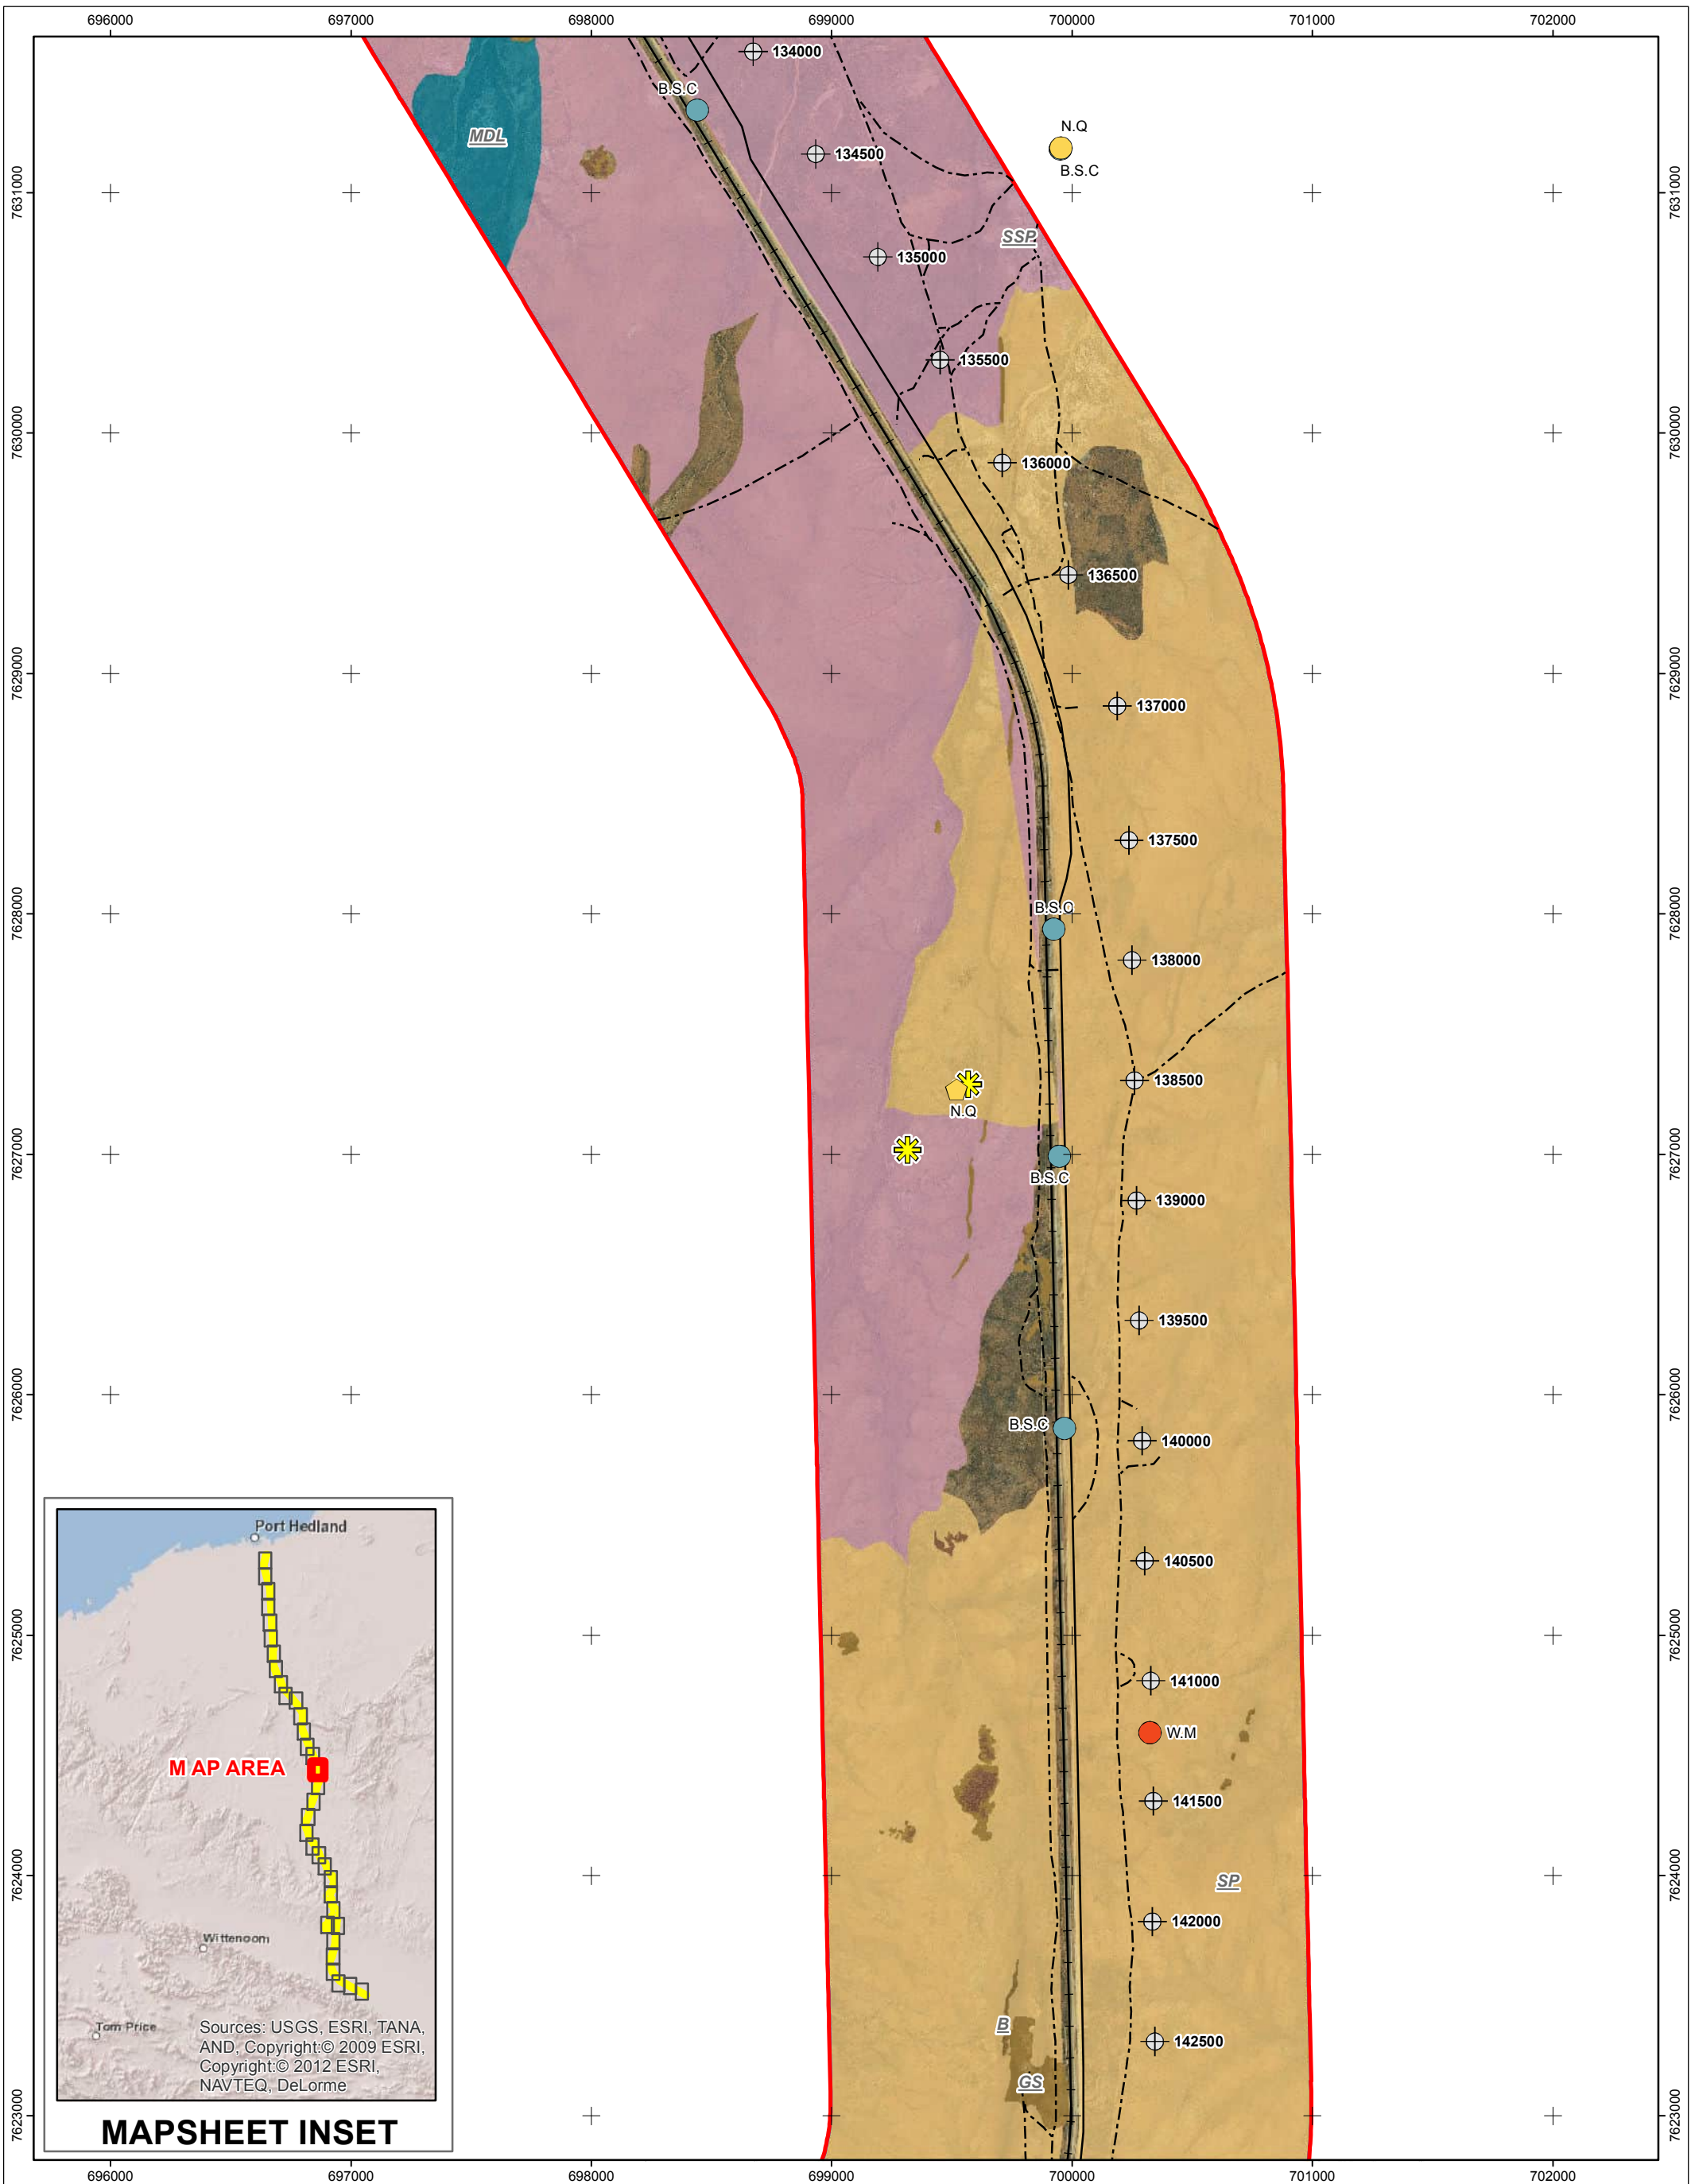 696000 697000 698000 699000 700000 701000 702000
134000
B.S.C
N.Q
MDL
134500
B.S.C
7631000 7631000
SSP
135000
135500
7630000 7630000
136000
136500
7629000 7629000
137000
137500
B.S.C
7628000 7628000
138000
138500
N.Q
7627000 7627000
B.S.C
139000
139500
7626000 7626000
B.S.C
140000
Port Hedland
140500
7625000 7625000
141000
W.M
MAP AREA
141500
7624000 7624000
SP
142000
Wittenoom
B
142500
Tom Price
Sources: USGS, ESRI, TANA,
AND, Copyright:© 2009 ESRI,
Copyright:© 2012 ESRI,
NAVTEQ, DeLorme
GS
MAPSHEET INSET
7623000 7623000
696000 697000 698000 699000 700000 701000 702000